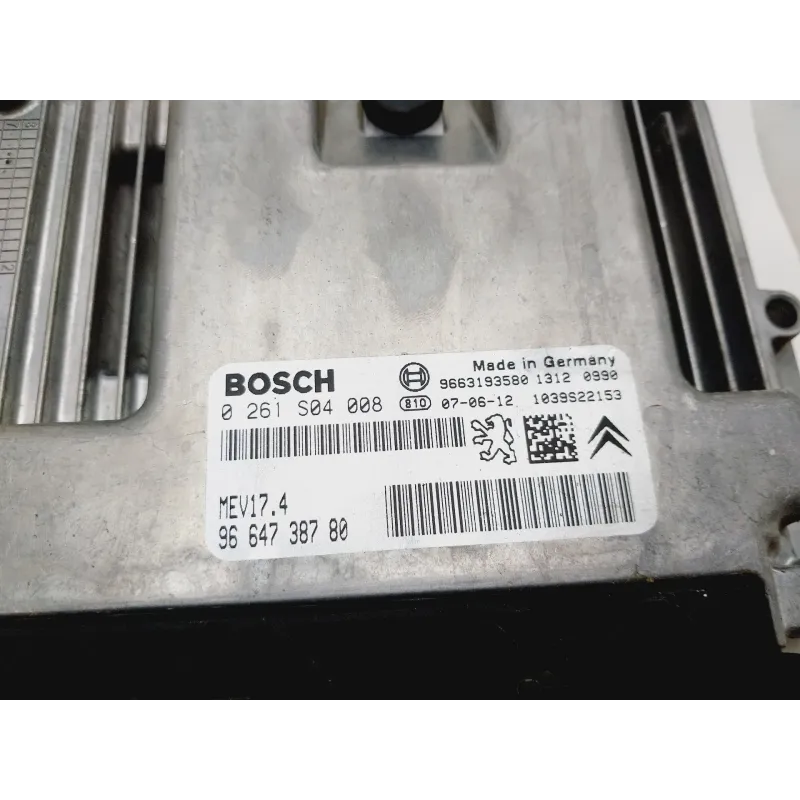 BOSCH
Made in Germany
9663193580 1312 0990
0 261 S04 008 810 07-06-12 1039S22153
MEV17.4
96 647 387 80